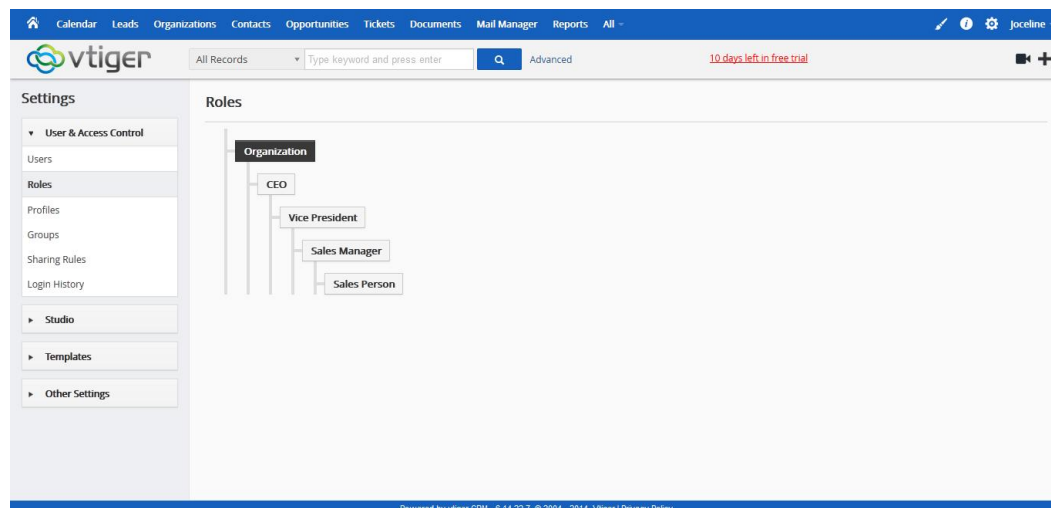 Calendar Leads Organizations Contacts Opportunities Tickets Documents Mail Manager Reports All Joceline
vtiger All Records Type keyword and press enter Advanced 10 days left in free trial
Settings
User & Access Control
Users
Roles
Profiles
Groups
Sharing Rules
Login History
Studio
Templates
Other Settings
Roles
Organization
CEO
Vice President
Sales Manager
Sales Person